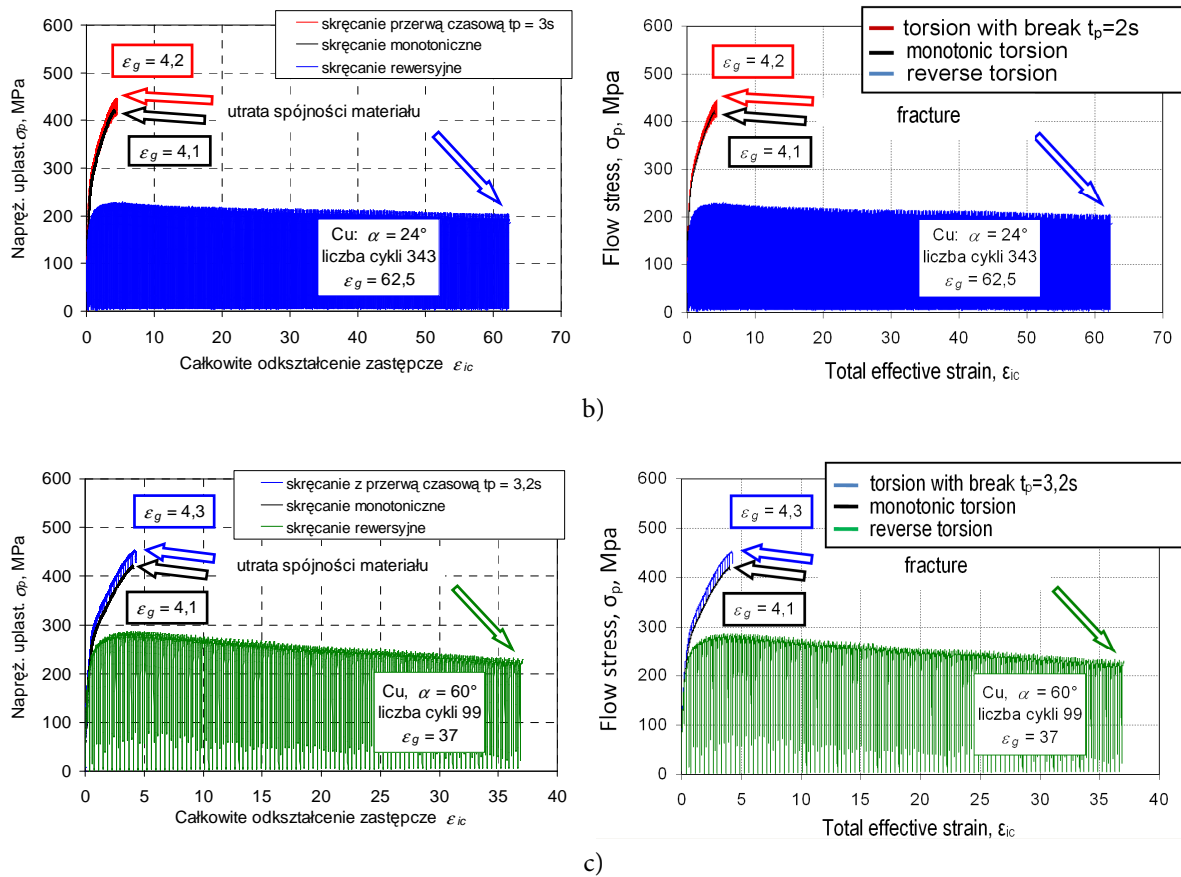 skręcanie przerwą czasową tp = 3s
skręcanie monotoniczne
skręcanie rewersyjne
600
500
400
300
200
100
0
Napręż. uplast.σp, MPa
εg = 4,2
utrata spójności materiału
εg = 4,1
Cu: α = 24°
liczba cykli 343
εg = 62,5
0 10 20 30 40 50 60 70
Całkowite odkształcenie zastępcze εic
torsion with break tp=2s
monotonic torsion
reverse torsion
600
500
400
300
200
100
0
Flow stress, σp, Mpa
εg = 4,2
fracture
εg = 4,1
Cu: α = 24°
liczba cykli 343
εg = 62,5
0 10 20 30 40 50 60 70
Total effective strain, εic
b)
skręcanie z przerwą czasową tp = 3,2s
skręcanie monotoniczne
skręcanie rewersyjne
600
500
400
300
200
100
0
Napręż. uplast. σp, MPa
εg = 4,3
utrata spójności materiału
εg = 4,1
Cu, α = 60°
liczba cykli 99
εg = 37
0 5 10 15 20 25 30 35 40
Całkowite odkształcenie zastępcze εic
torsion with break tp=3,2s
monotonic torsion
reverse torsion
600
500
400
300
200
100
0
Flow stress, σp, Mpa
εg = 4,3
fracture
εg = 4,1
Cu, α = 60°
liczba cykli 99
εg = 37
0 5 10 15 20 25 30 35 40
Total effective strain, εic
c)